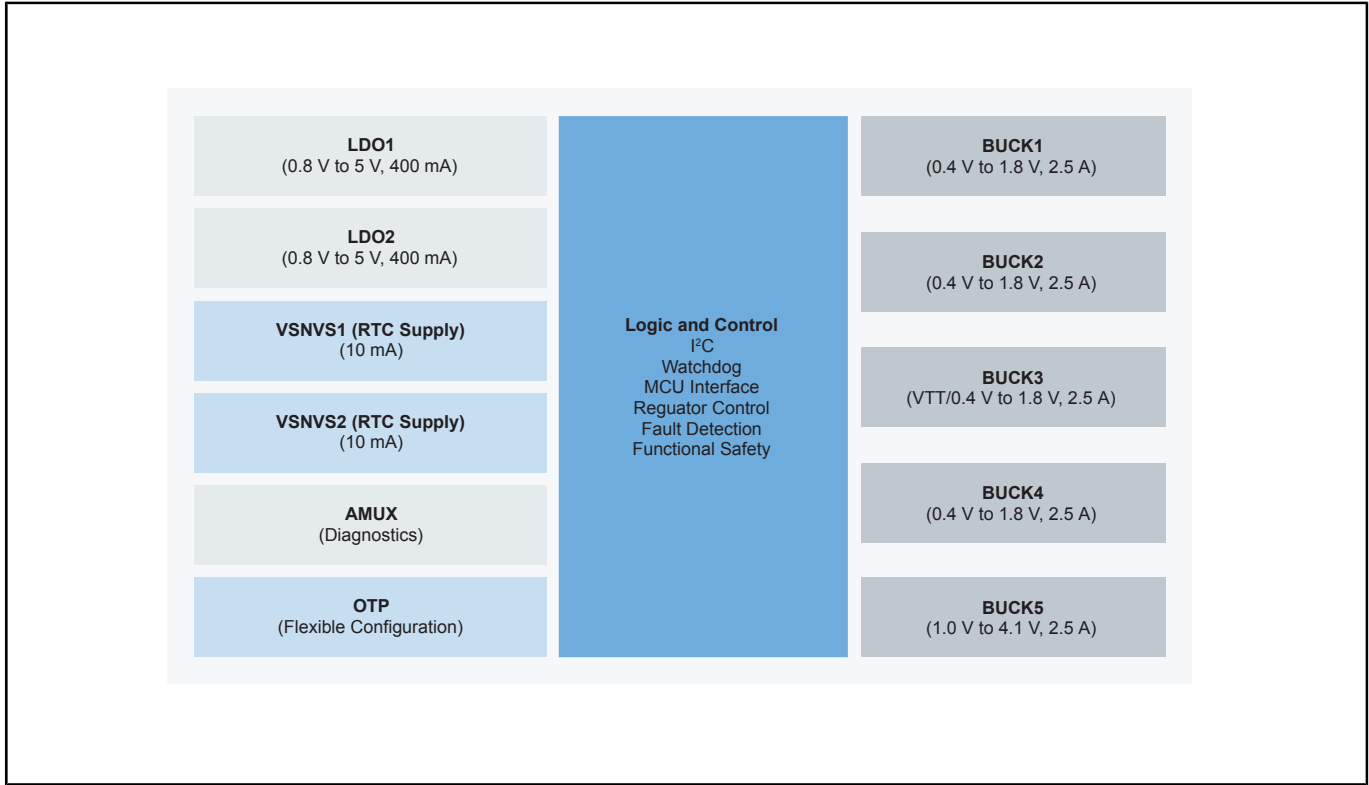 LDO1
(0.8 V to 5 V, 400 mA)
LDO2
(0.8 V to 5 V, 400 mA)
VSNVS1 (RTC Supply)
(10 mA)
VSNVS2 (RTC Supply)
(10 mA)
AMUX
(Diagnostics)
OTP
(Flexible Configuration)
Logic and Control
I²C
Watchdog
MCU Interface
Reguator Control
Fault Detection
Functional Safety
BUCK1
(0.4 V to 1.8 V, 2.5 A)
BUCK2
(0.4 V to 1.8 V, 2.5 A)
BUCK3
(VTT/0.4 V to 1.8 V, 2.5 A)
BUCK4
(0.4 V to 1.8 V, 2.5 A)
BUCK5
(1.0 V to 4.1 V, 2.5 A)